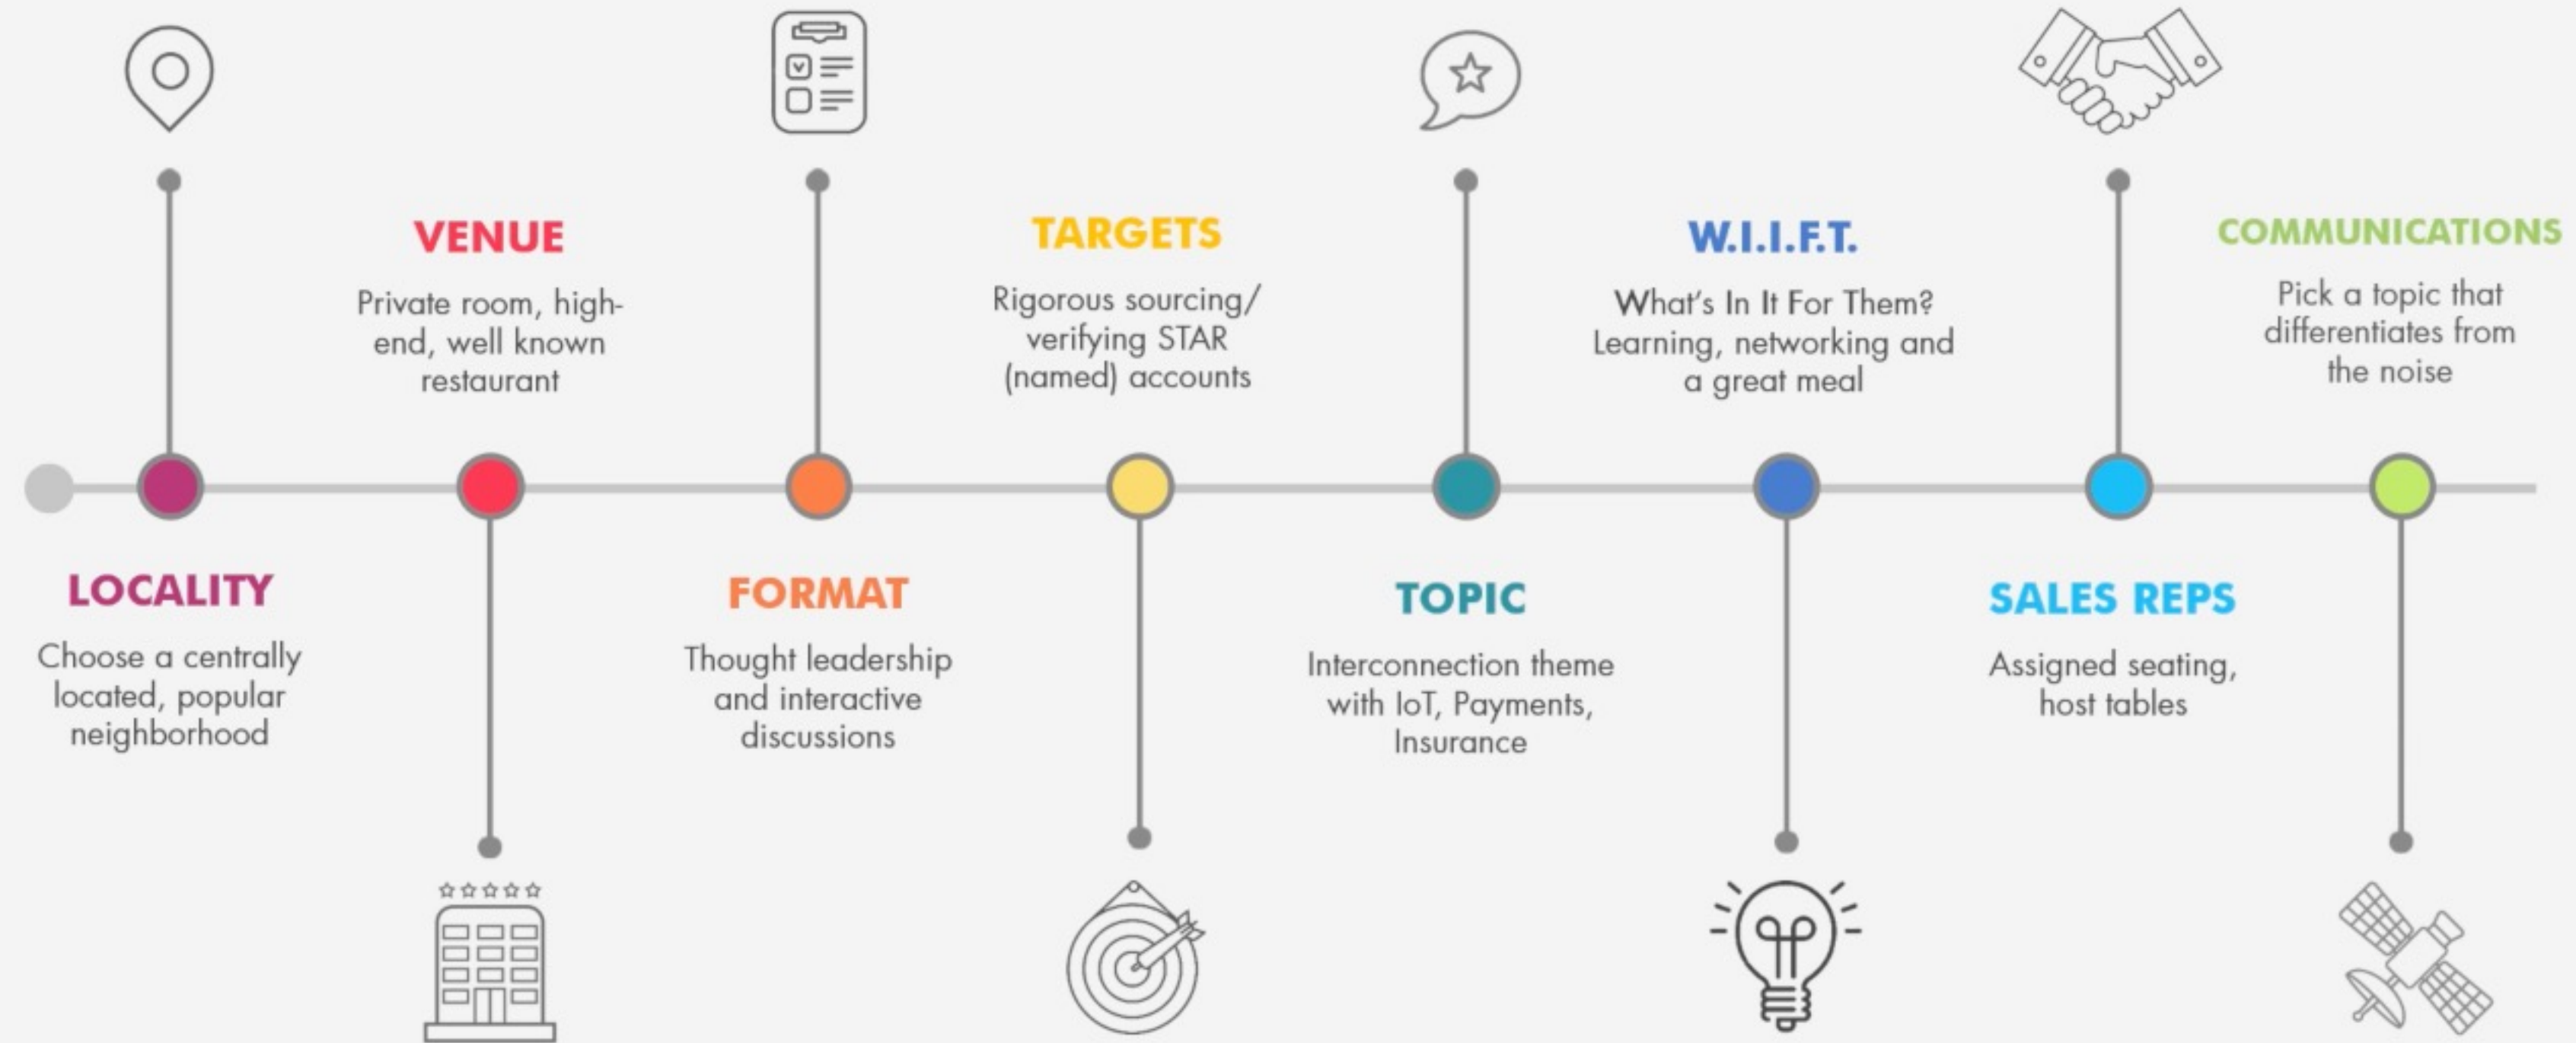 LOCALITY
Choose a centrally
located, popular
neighborhood
VENUE
Private room, high-
end, well known
restaurant
FORMAT
Thought leadership
and interactive
discussions
TARGETS
Rigorous sourcing/
verifying STAR
(named) accounts
TOPIC
Interconnection theme
with IoT, Payments,
Insurance
W.I.I.F.T.
What's In It For Them?
Learning, networking and
a great meal
SALES REPS
Assigned seating,
host tables
COMMUNICATIONS
Pick a topic that
differentiates from
the noise